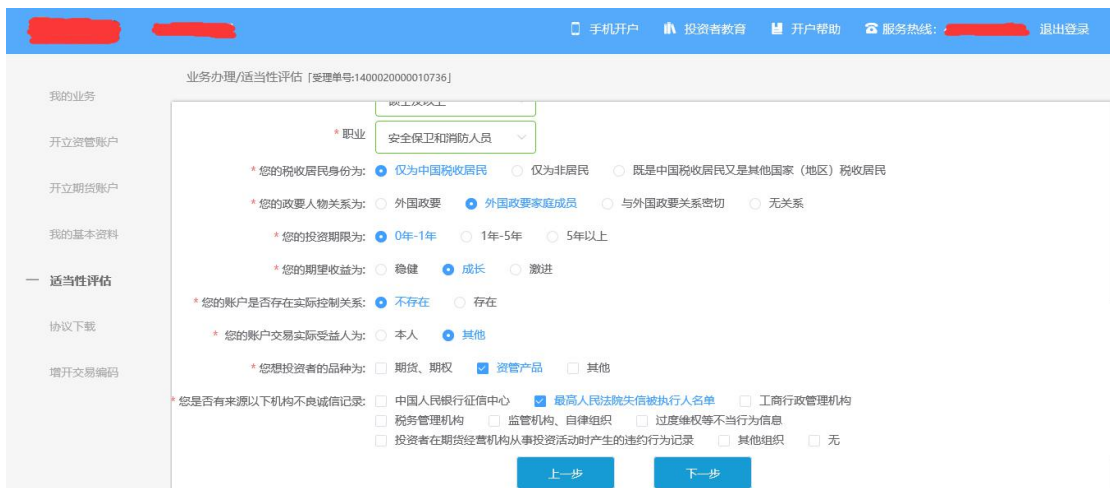 手机开户 投资者教育 开户帮助 服务热线: 退出登录
业务办理/适当性评估「受理单号:1400020000010736」
我的业务
开立资管账户
开立期货账户
我的基本资料
一 适当性评估
协议下载
增开交易编码
硕士及以上
* 职业 安全保卫和消防人员
* 您的税收居民身份为: 仅为中国税收居民 仅为非居民 既是中国税收居民又是其他国家（地区）税收居民
* 您的政要人物关系为: 外国政要 外国政要家庭成员 与外国政要关系密切 无关系
* 您的投资期限为: 0年-1年 1年-5年 5年以上
* 您的期望收益为: 稳健 成长 激进
* 您的账户是否存在实际控制关系: 不存在 存在
* 您的账户交易实际受益人为: 本人 其他
* 您想投资者的品种为: 期货、期权 资管产品 其他
* 您是否有来源以下机构不良诚信记录: 中国人民银行征信中心 最高人民法院失信被执行人名单 工商行政管理机构
税务管理机构 监管机构、自律组织 过度维权等不当行为信息
投资者在期货经营机构从事投资活动时产生的违约行为记录 其他组织 无
上一步 下一步